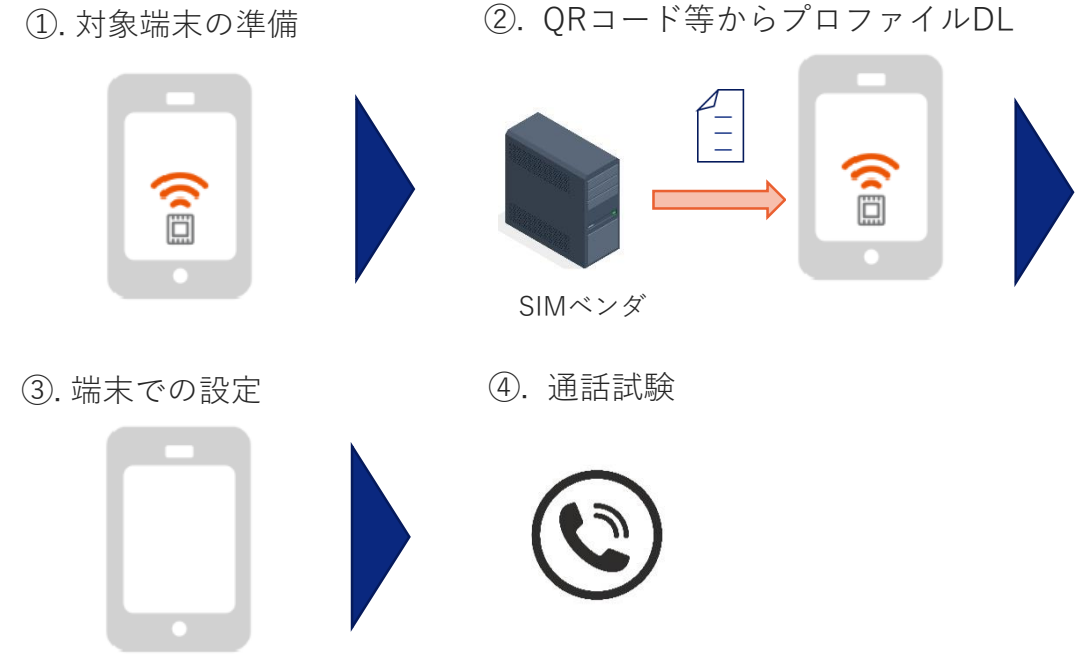 ①. 対象端末の準備
②. QRコード等からプロファイルDL
SIMベンダ
③. 端末での設定
④. 通話試験